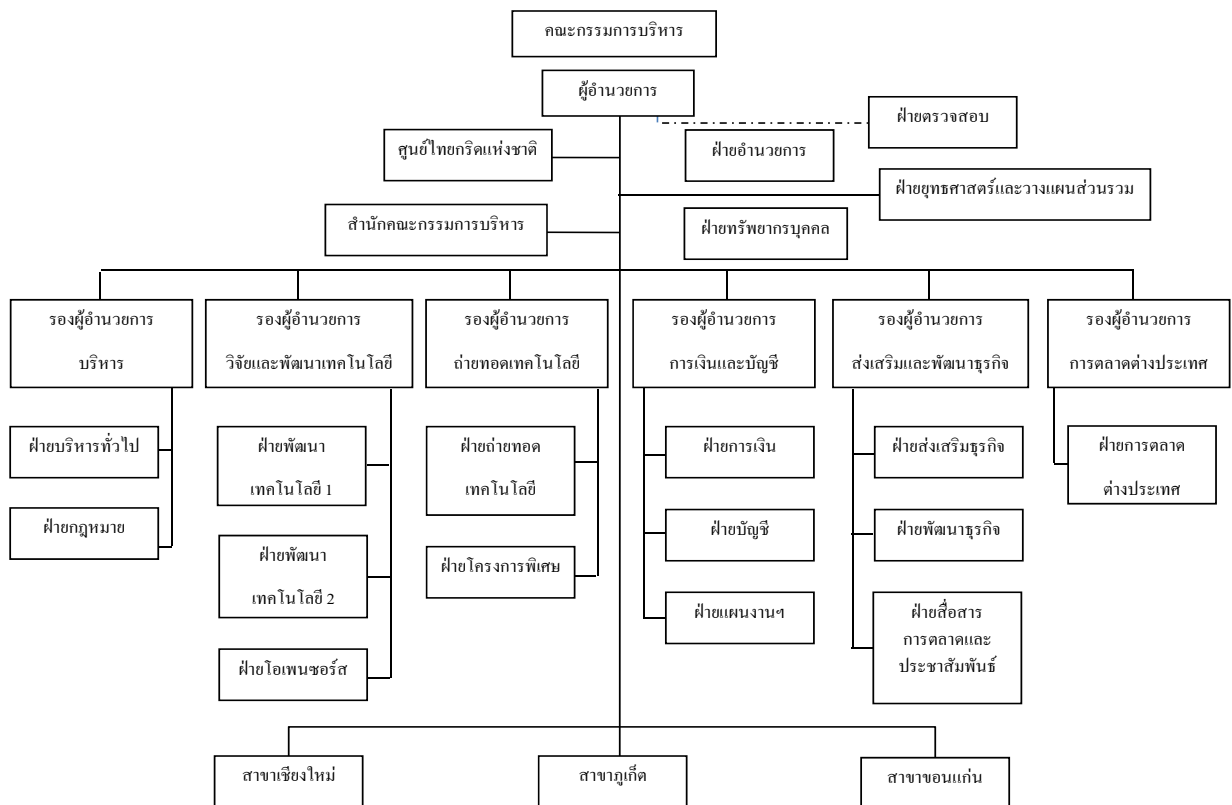 คณะกรรมการบริหาร
ผู้อำนวยการ
ฝ่ายตรวจสอบ
ศูนย์ไทยกริดแห่งชาติ
ฝ่ายอำนวยการ
ฝ่ายยุทธศาสตร์และวางแผนส่วนรวม
สำนักคณะกรรมการบริหาร
ฝ่ายทรัพยากรบุคคล
รองผู้อำนวยการ
บริหาร
รองผู้อำนวยการ
วิจัยและพัฒนาเทคโนโลยี
รองผู้อำนวยการ
ถ่ายทอดเทคโนโลยี
รองผู้อำนวยการ
การเงินและบัญชี
รองผู้อำนวยการ
ส่งเสริมและพัฒนาธุรกิจ
รองผู้อำนวยการ
การตลาดต่างประเทศ
ฝ่ายบริหารทั่วไป
ฝ่ายกฎหมาย
ฝ่ายพัฒนา
เทคโนโลยี 1
ฝ่ายพัฒนา
เทคโนโลยี 2
ฝ่ายโอเพนซอร์ส
ฝ่ายถ่ายทอด
เทคโนโลยี
ฝ่ายโครงการพิเศษ
ฝ่ายการเงิน
ฝ่ายบัญชี
ฝ่ายแผนงานฯ
ฝ่ายส่งเสริมธุรกิจ
ฝ่ายพัฒนาธุรกิจ
ฝ่ายสื่อสาร
การตลาดและ
ประชาสัมพันธ์
ฝ่ายการตลาด
ต่างประเทศ
สาขาเชียงใหม่
สาขาภูเก็ต
สาขาขอนแก่น